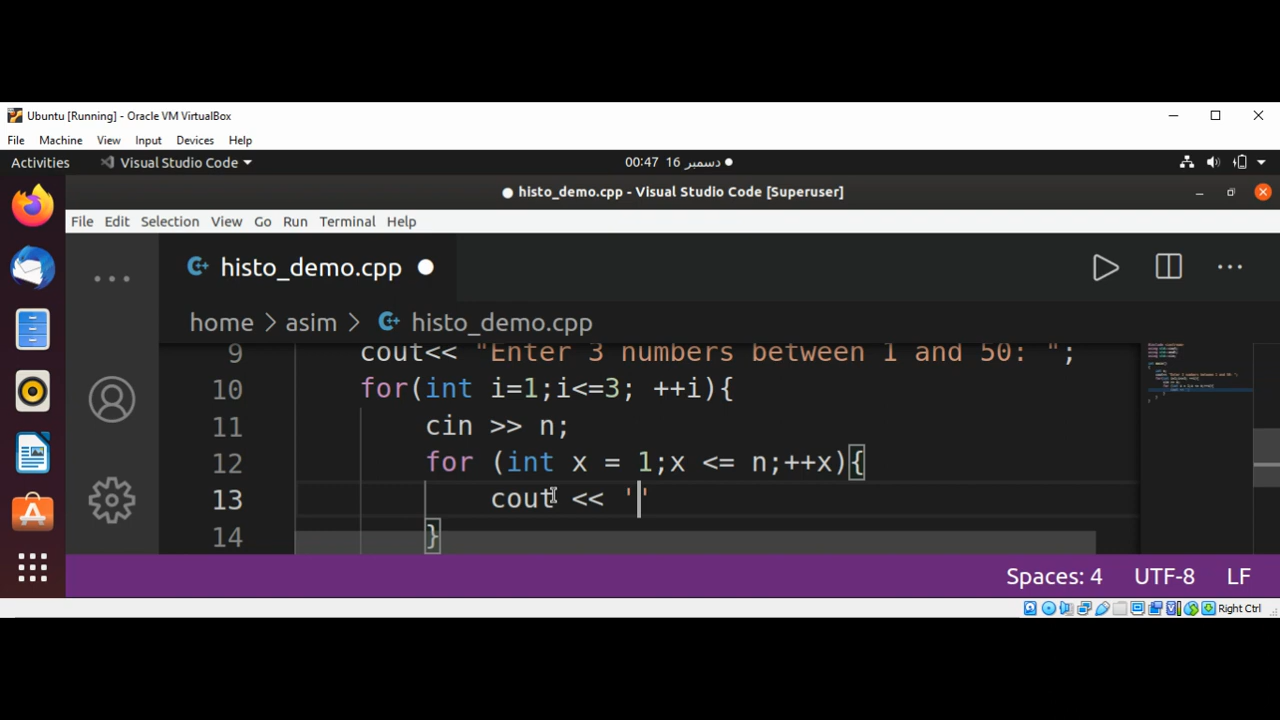 Ubuntu [Running] - Oracle VM VirtualBox
File Machine View Input Devices Help
Activities Visual Studio Code 00:47 16 دسمبر
● histo_demo.cpp - Visual Studio Code [Superuser]
File Edit Selection View Go Run Terminal Help
histo_demo.cpp
home > asim > histo_demo.cpp
9 cout<< "Enter 3 numbers between 1 and 50: ";
10 for(int i=1;i<=3; ++i){
11 cin >> n;
12 for (int x = 1;x <= n;++x){
13 cout << ''
14 }
Spaces: 4 UTF-8 LF
Right Ctrl